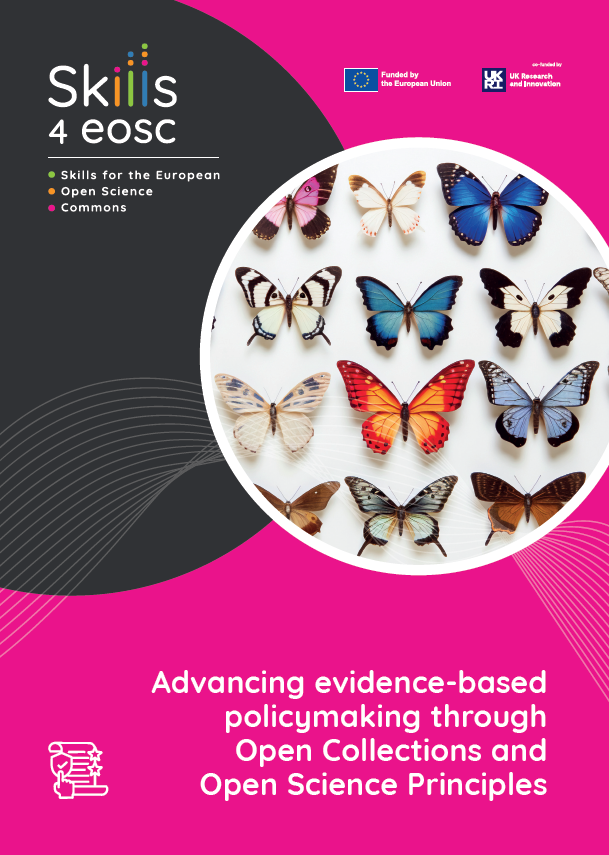 Skills
4 eosc
Skills for the European
Open Science
Commons
Funded by
the European Union
co-funded by
UKRI
UK Research
and Innovation
Advancing evidence-based
policymaking through
Open Collections and
Open Science Principles